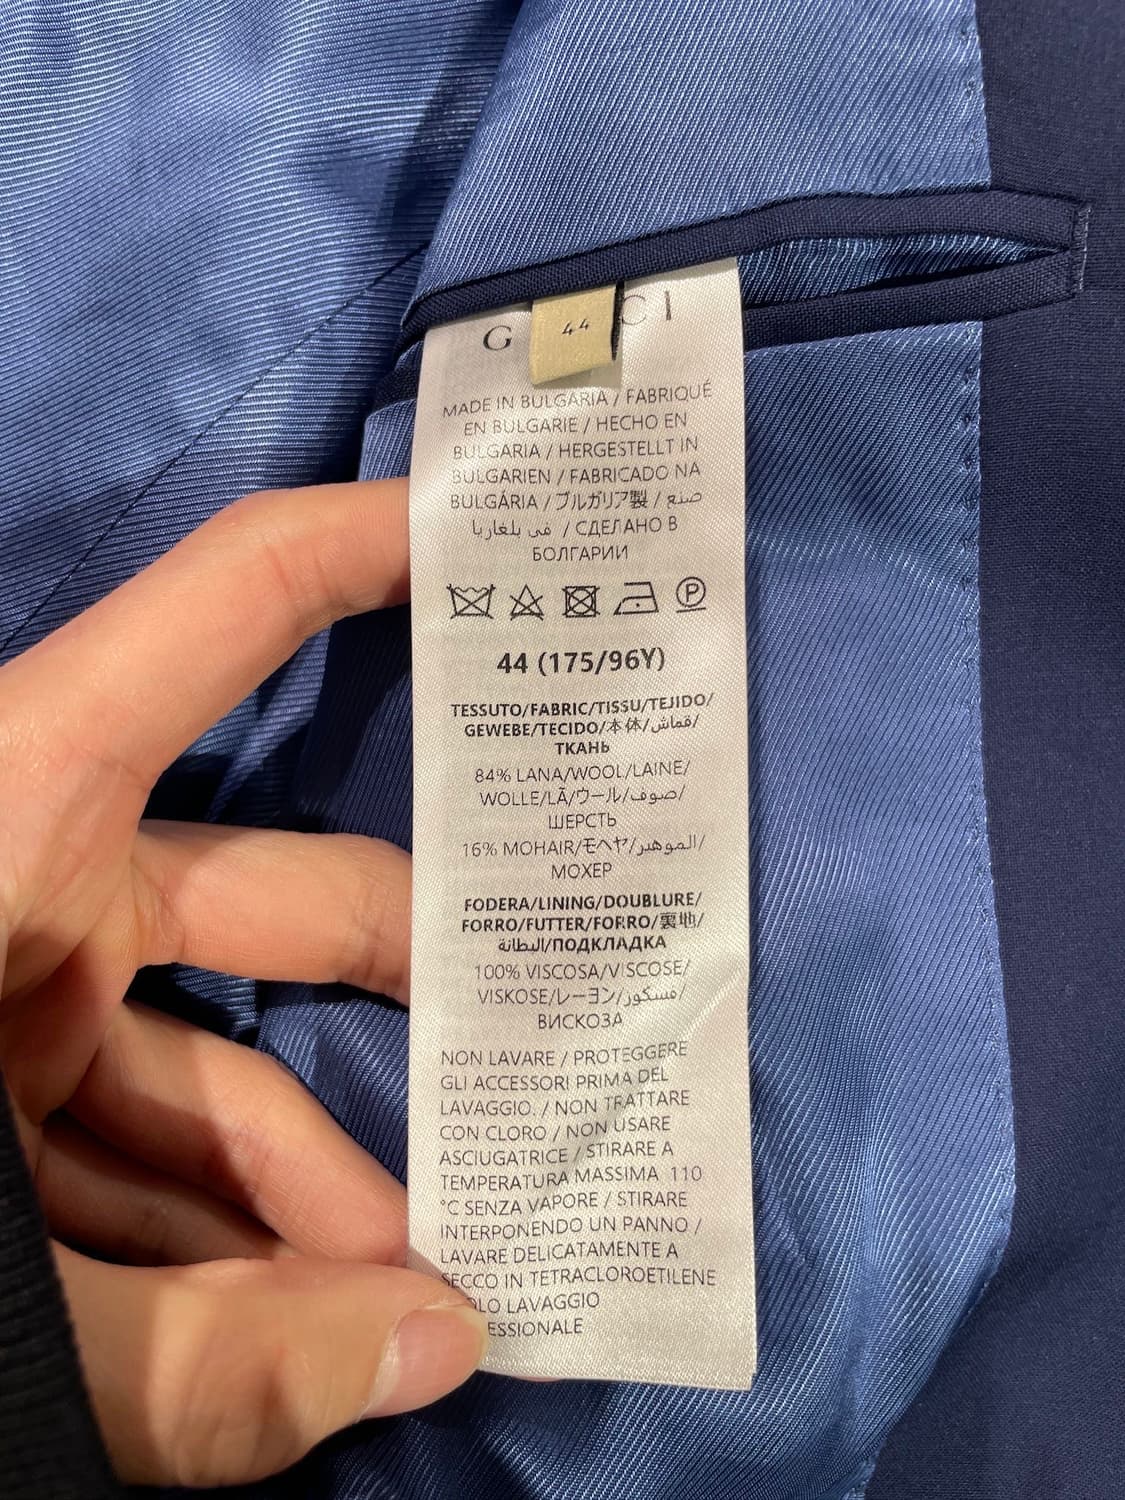 G CI
44
MADE IN BULGARIA / FABRIQUÉ
EN BULGARIE / HECHO EN
BULGARIA / HERGESTELLT IN
BULGARIEN / FABRICADO NA
BULGÁRIA / ブルガリア製 / صنع
في بلغاريا / СДЕЛАНО В
БОЛГАРИИ
P
44 (175/96Y)
TESSUTO/FABRIC/TISSU/TEJIDO/
GEWEBE/TECIDO/本体/قماش/
ТКАНЬ
84% LANA/WOOL/LAINE/
WOLLE/LÃ/ウール/صوف/
ШЕРСТЬ
16% MOHAIR/モヘヤ/الموهير/
МОХЕР
FODERA/LINING/DOUBLURE/
FORRO/FUTTER/FORRO/裏地/
البطانة/ПОДКЛАДКА
100% VISCOSA/VISCOSE/
VISKOSE/レーヨン/فسكوز/
ВИСКОЗА
NON LAVARE / PROTEGGERE
GLI ACCESSORI PRIMA DEL
LAVAGGIO. / NON TRATTARE
CON CLORO / NON USARE
ASCIUGATRICE / STIRARE A
TEMPERATURA MASSIMA 110
°C SENZA VAPORE / STIRARE
INTERPONENDO UN PANNO /
LAVARE DELICATAMENTE A
SECCO IN TETRACLOROETILENE
OLO LAVAGGIO
ESSIONALE